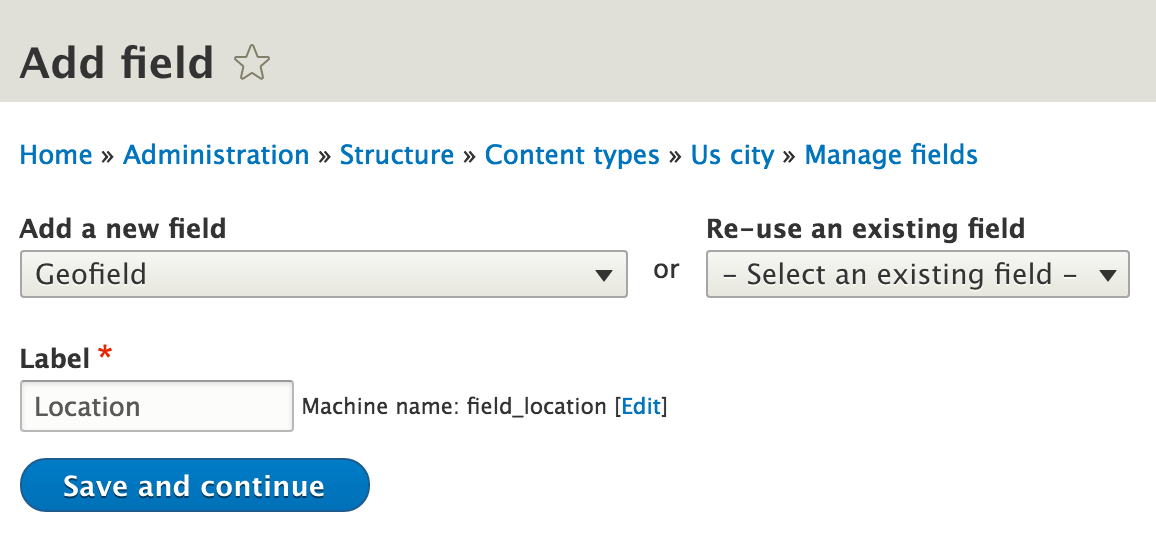 Add field
Home » Administration » Structure » Content types » Us city » Manage fields
Add a new field
Geofield
or
Re-use an existing field
- Select an existing field -
Label *
Location
Machine name: field_location [Edit]
Save and continue